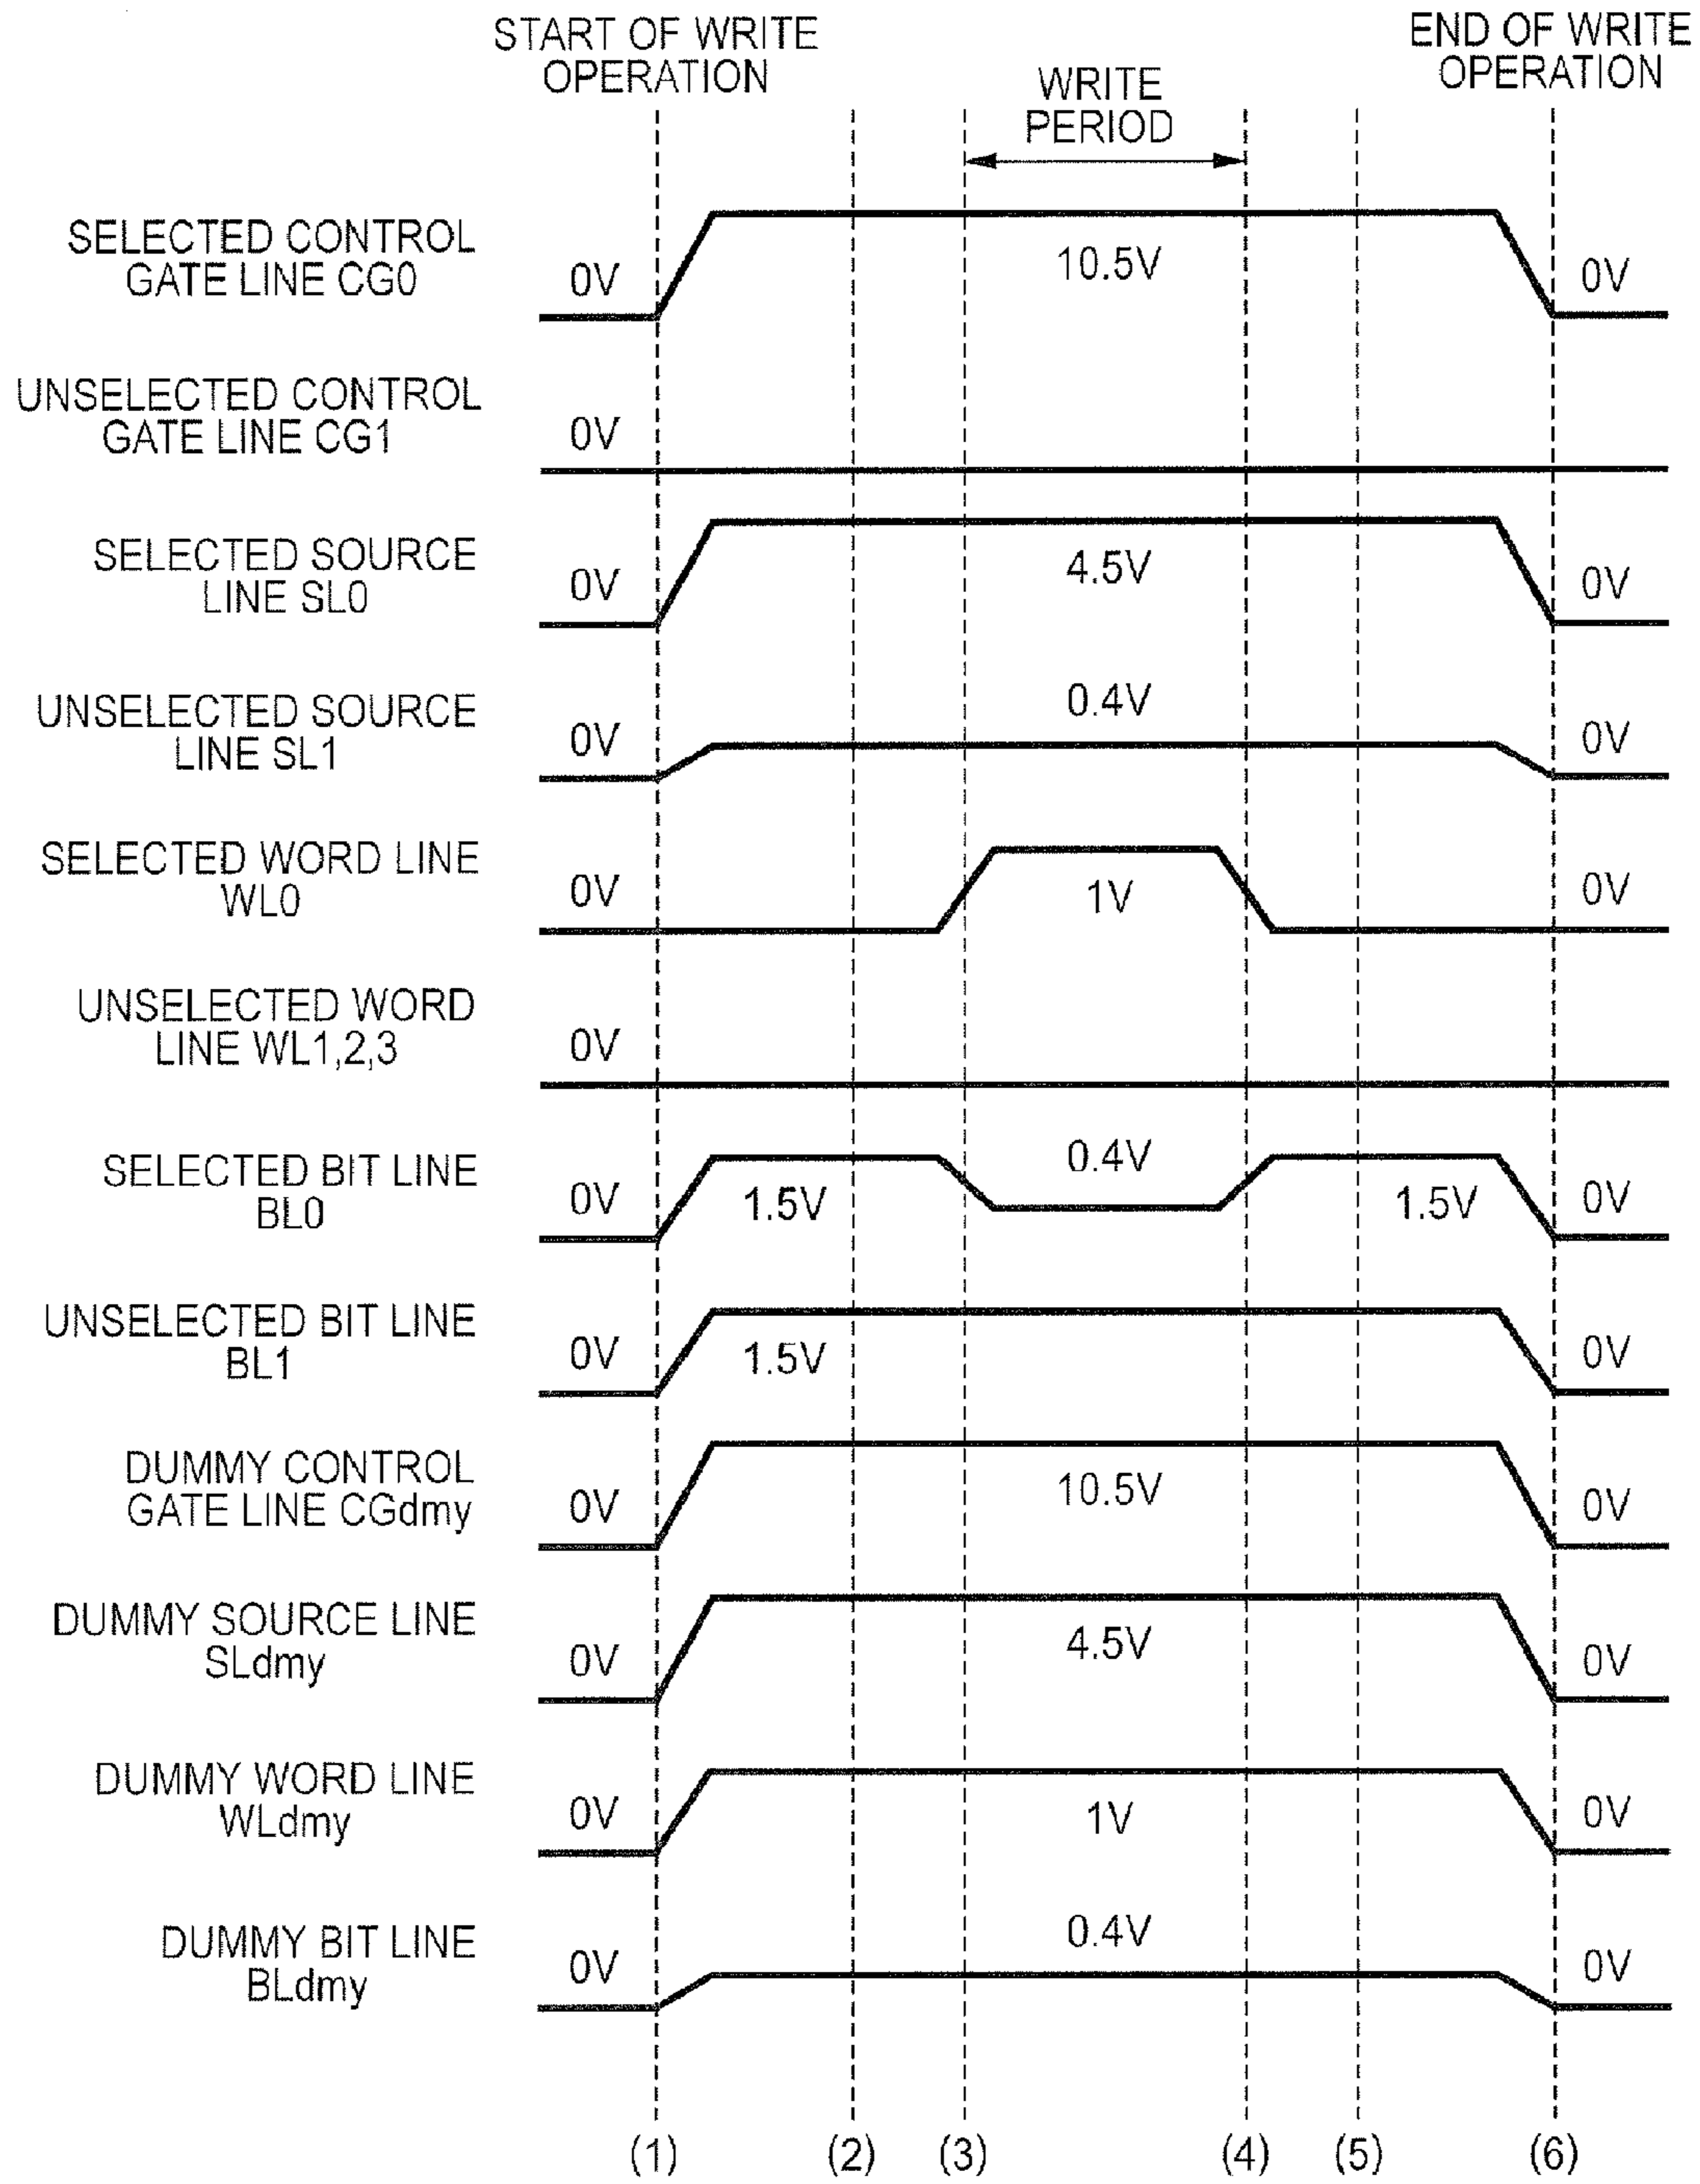 START OF WRITE
OPERATION
END OF WRITE
OPERATION
WRITE
PERIOD
SELECTED CONTROL
GATE LINE CG0
0V
10.5V
0V
UNSELECTED CONTROL
GATE LINE CG1
0V
SELECTED SOURCE
LINE SL0
0V
4.5V
0V
UNSELECTED SOURCE
LINE SL1
0V
0.4V
0V
SELECTED WORD LINE
WL0
0V
1V
0V
UNSELECTED WORD
LINE WL1,2,3
0V
SELECTED BIT LINE
BL0
0V
1.5V
0.4V
1.5V
0V
UNSELECTED BIT LINE
BL1
0V
1.5V
0V
DUMMY CONTROL
GATE LINE CGdmy
0V
10.5V
0V
DUMMY SOURCE LINE
SLdmy
0V
4.5V
0V
DUMMY WORD LINE
WLdmy
0V
1V
0V
DUMMY BIT LINE
BLdmy
0V
0.4V
0V
(1) (2) (3) (4) (5) (6)